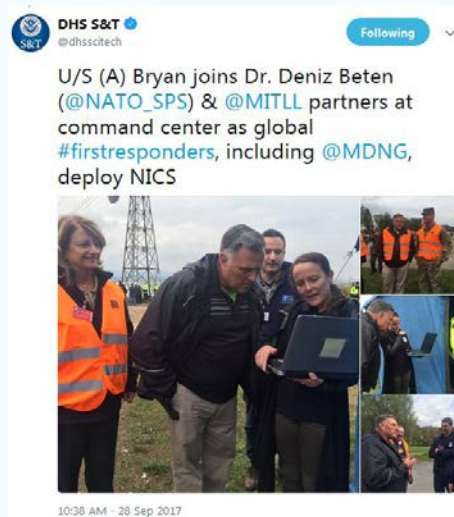 DHS S&T
@dhsscitech
Following
S&T
U/S (A) Bryan joins Dr. Deniz Beten
(@NATO_SPS) & @MITLL partners at
command center as global
#firstresponders, including @MDNG,
deploy NICS
10:38 AM - 28 Sep 2017